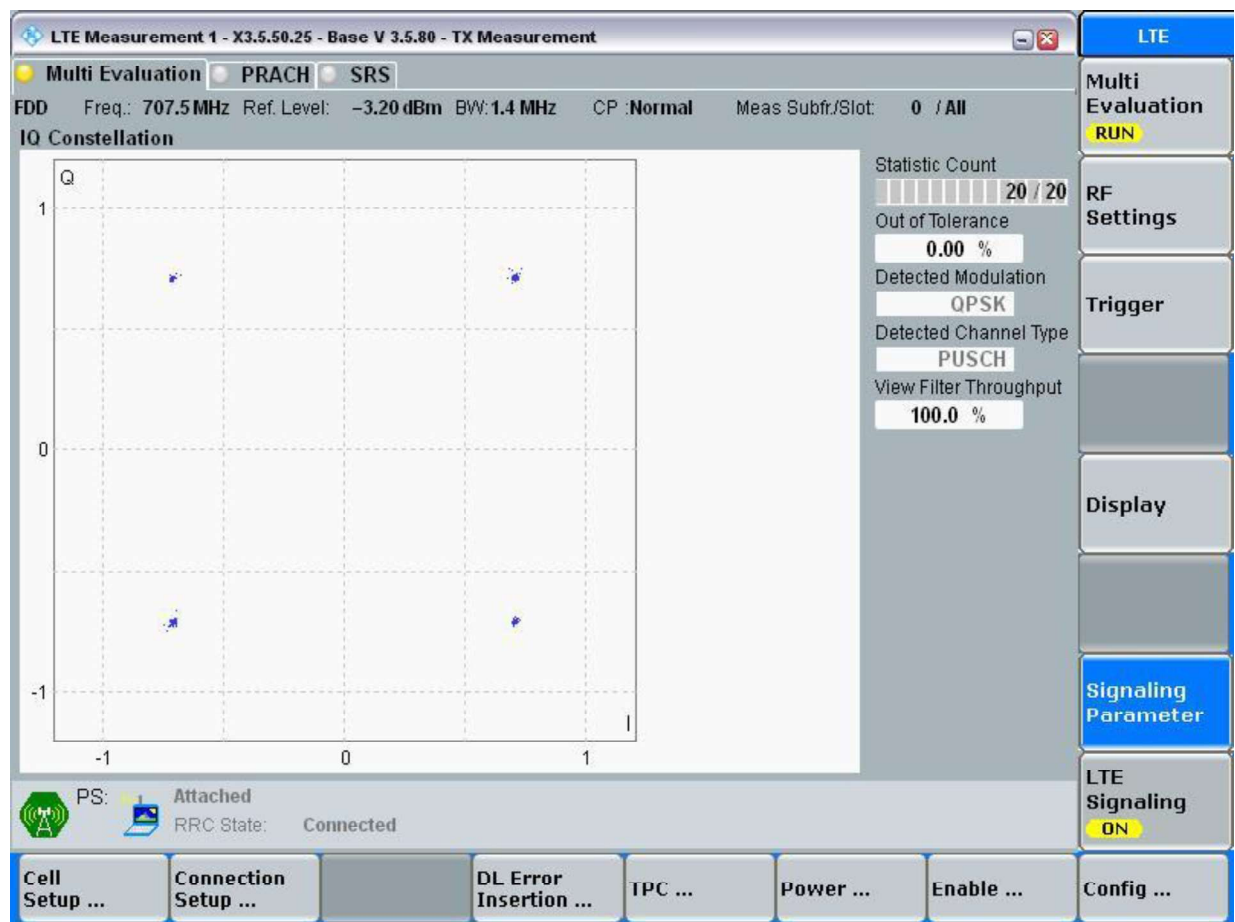 LTE Measurement 1 - X3.5.50.25 - Base V 3.5.80 - TX Measurement
LTE
Multi Evaluation PRACH SRS
FDD Freq.: 707.5 MHz Ref. Level: −3.20 dBm BW: 1.4 MHz CP :Normal Meas Subfr./Slot: 0 / All
IQ Constellation
Q
1
0
-1
-1 0 1
I
Statistic Count
20 / 20
Out of Tolerance
0.00 %
Detected Modulation
QPSK
Detected Channel Type
PUSCH
View Filter Throughput
100.0 %
Multi
Evaluation
RUN
RF
Settings
Trigger
Display
Signaling
Parameter
LTE
Signaling
ON
PS: Attached
RRC State: Connected
Cell
Setup ...
Connection
Setup ...
DL Error
Insertion ...
TPC ...
Power ...
Enable ...
Config ...